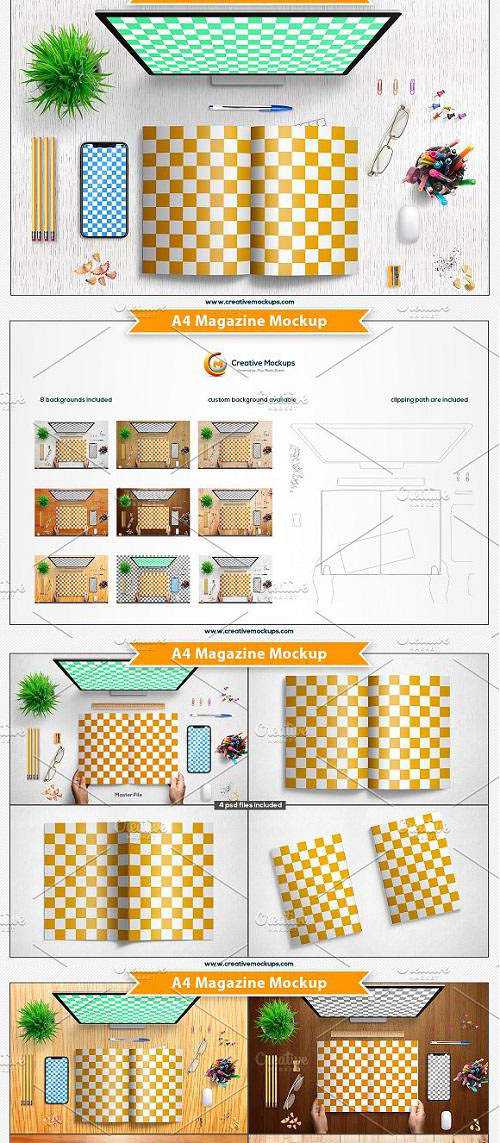 www.creativemockups.com
A4 Magazine Mockup
Creative Mockups
8 backgrounds included
custom background available
clipping path are included
www.creativemockups.com
A4 Magazine Mockup
Master File
4 psd files included
www.creativemockups.com
A4 Magazine Mockup